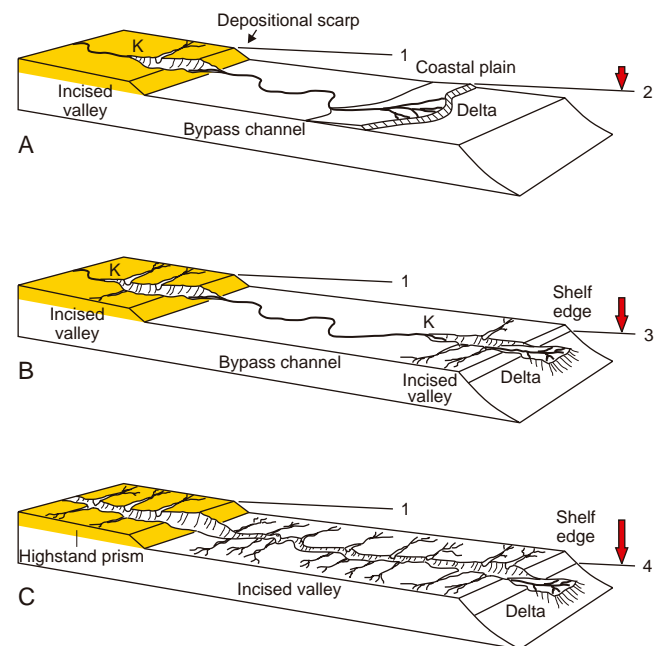 Depositional scarp
K
1
Coastal plain
2
Incised
valley
Delta
Bypass channel
A
K
1
Shelf
edge
Incised
valley
K
3
Bypass channel
Incised
valley
Delta
B
1
Shelf
edge
Highstand prism
4
Incised valley
Delta
C